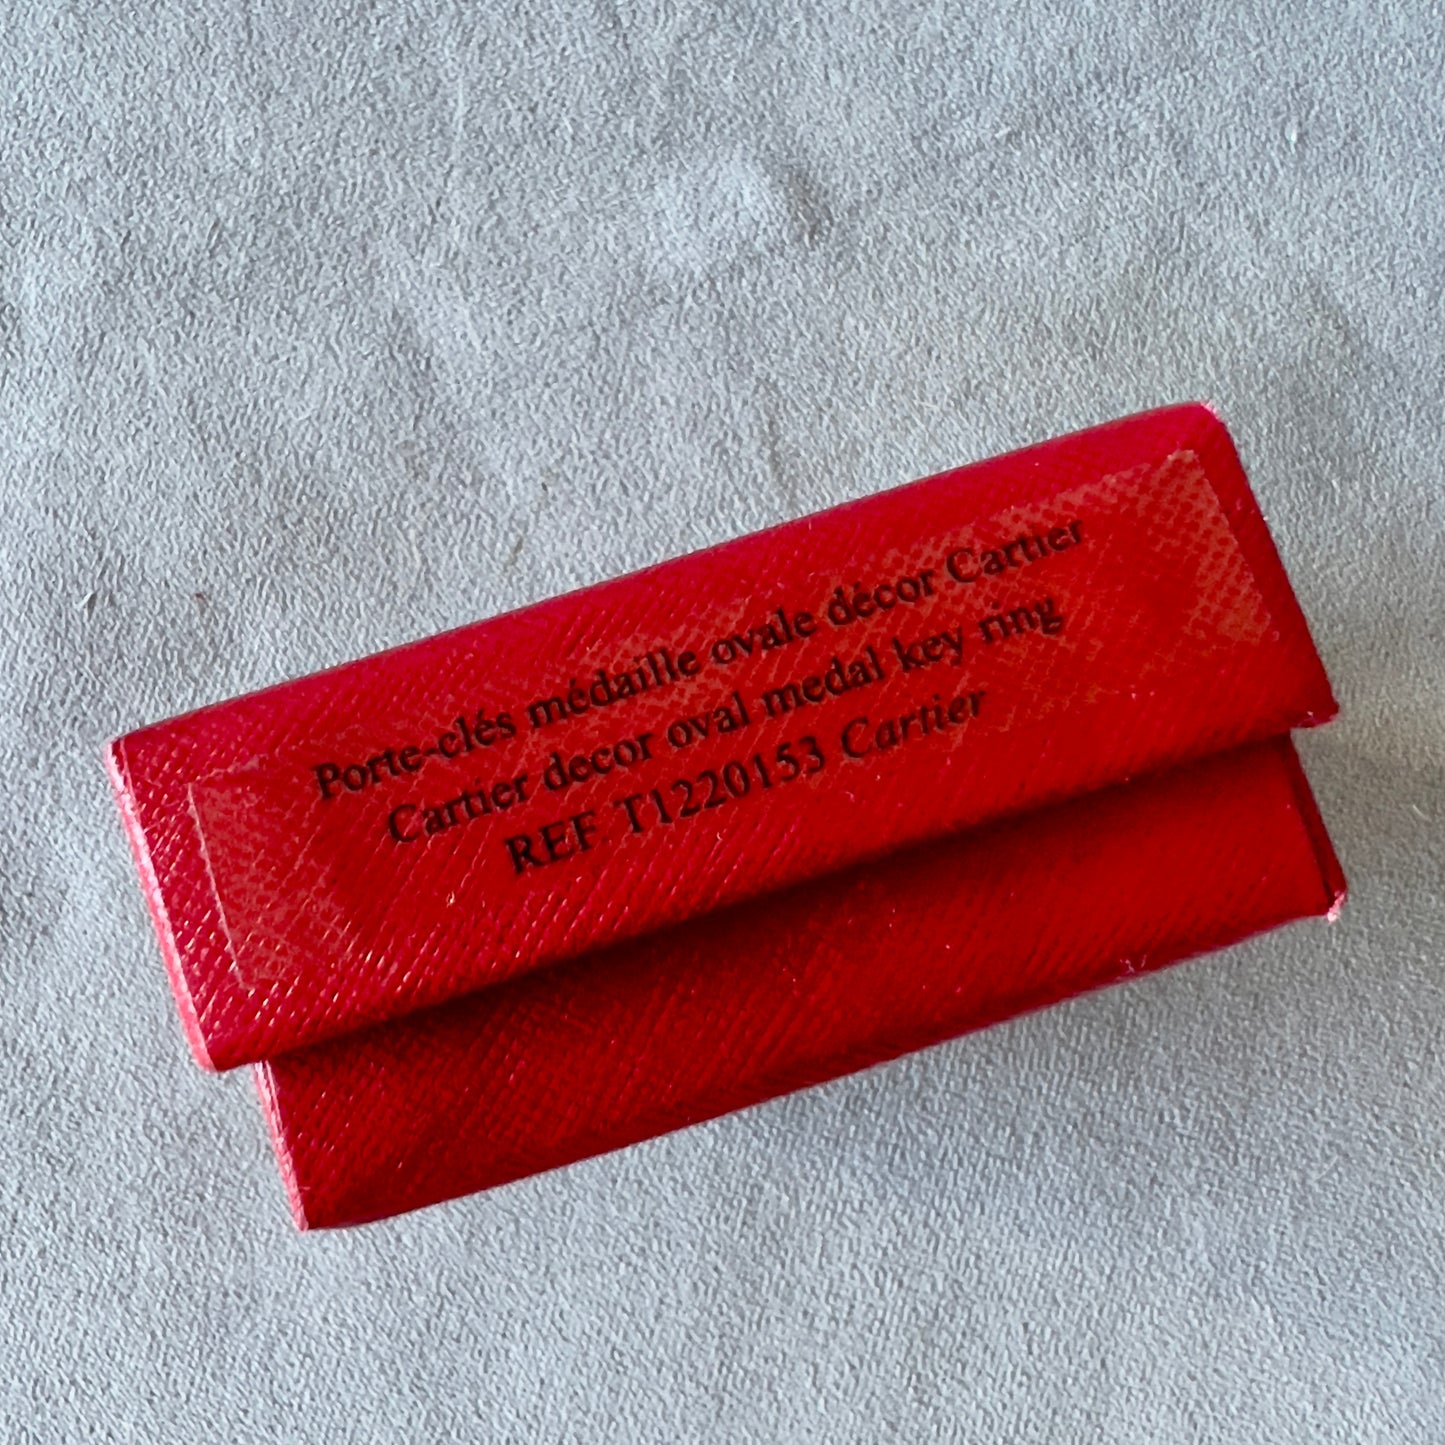 Porte-clés médaille ovale décor Cartier
Cartier decor oval medal key ring
REF. T1220153 Cartier